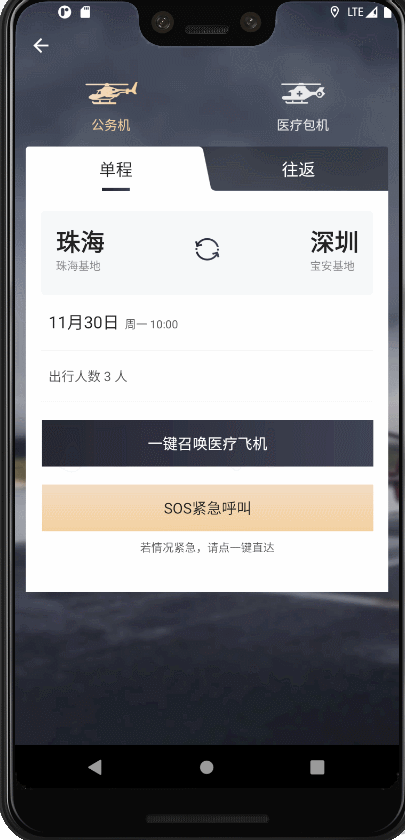 LTE
公务机
医疗包机
单程
往返
珠海
深圳
珠海基地
宝安基地
11月30日 周一 10:00
出行人数 3 人
一键召唤医疗飞机
SOS紧急呼叫
若情况紧急，请点一键直达